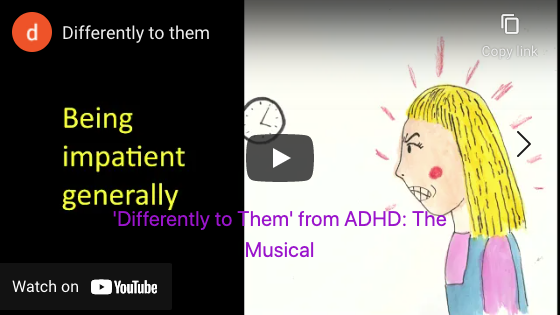 d
Differently to them
Copy link
Being
impatient
generally
'Differently to Them' from ADHD: The
Musical
Watch on YouTube